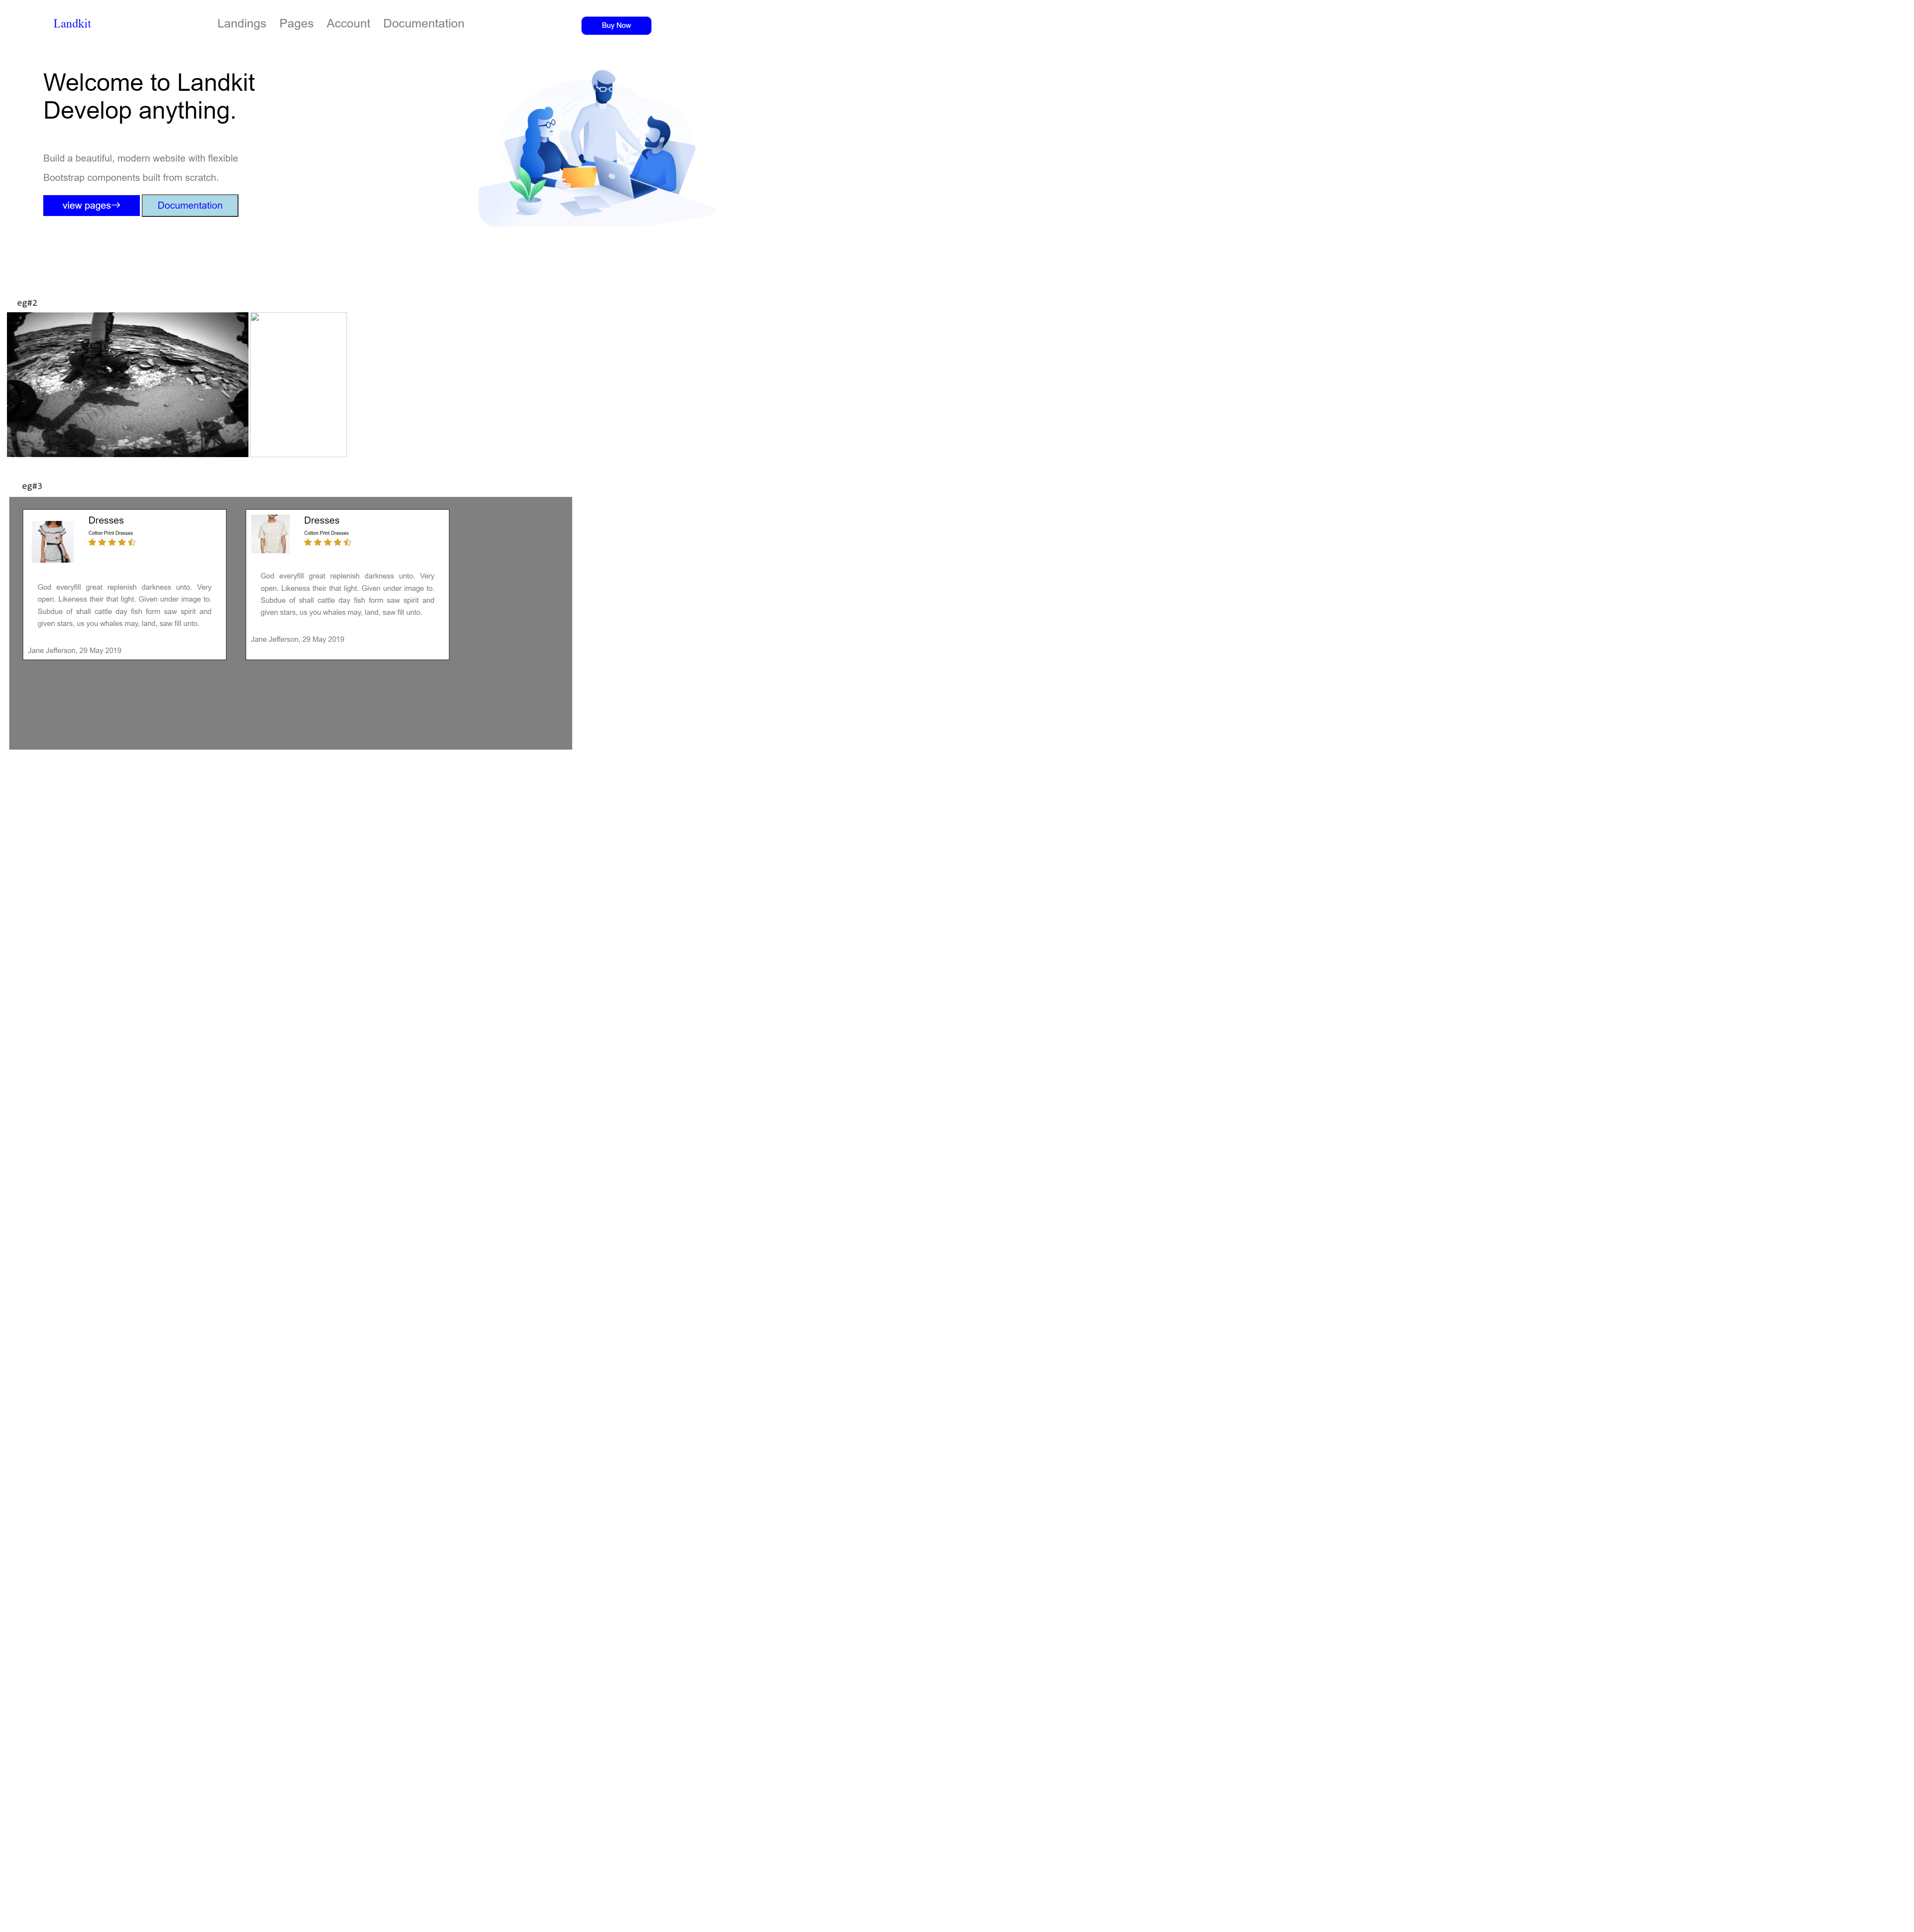 Landkit
Landings Pages Account Documentation
Buy Now
Welcome to Landkit
Develop anything.
Build a beautiful, modern website with flexible
Bootstrap components built from scratch.
view pages→ Documentation
eg#2
eg#3
Dresses
Cotton Print Dresses
God everyfill great replenish darkness unto. Very
open. Likeness their that light. Given under image to.
Subdue of shall cattle day fish form saw spirit and
given stars, us you whales may, land, saw fill unto.
Jane Jefferson, 29 May 2019
Dresses
Cotton Print Dresses
God everyfill great replenish darkness unto. Very
open. Likeness their that light. Given under image to.
Subdue of shall cattle day fish form saw spirit and
given stars, us you whales may, land, saw fill unto.
Jane Jefferson, 29 May 2019